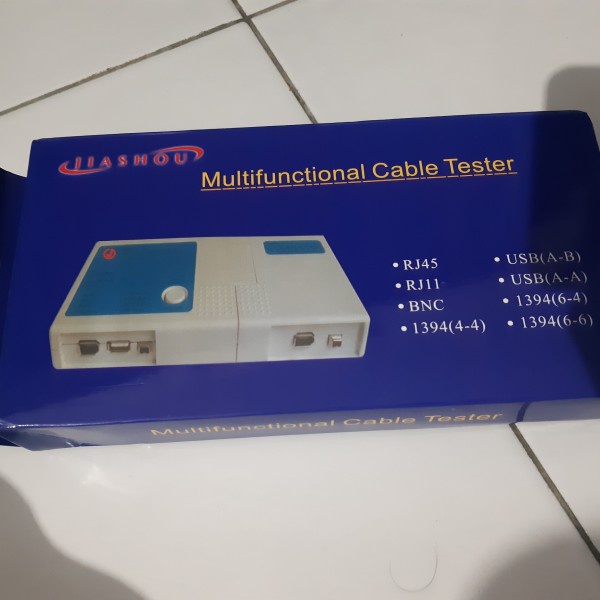 JIASHOU
Multifunctional Cable Tester
• RJ45
• RJ11
• BNC
• 1394(4-4)
• USB(A-B)
• USB(A-A)
• 1394(6-4)
• 1394(6-6)
Multifunctional Cable Tester